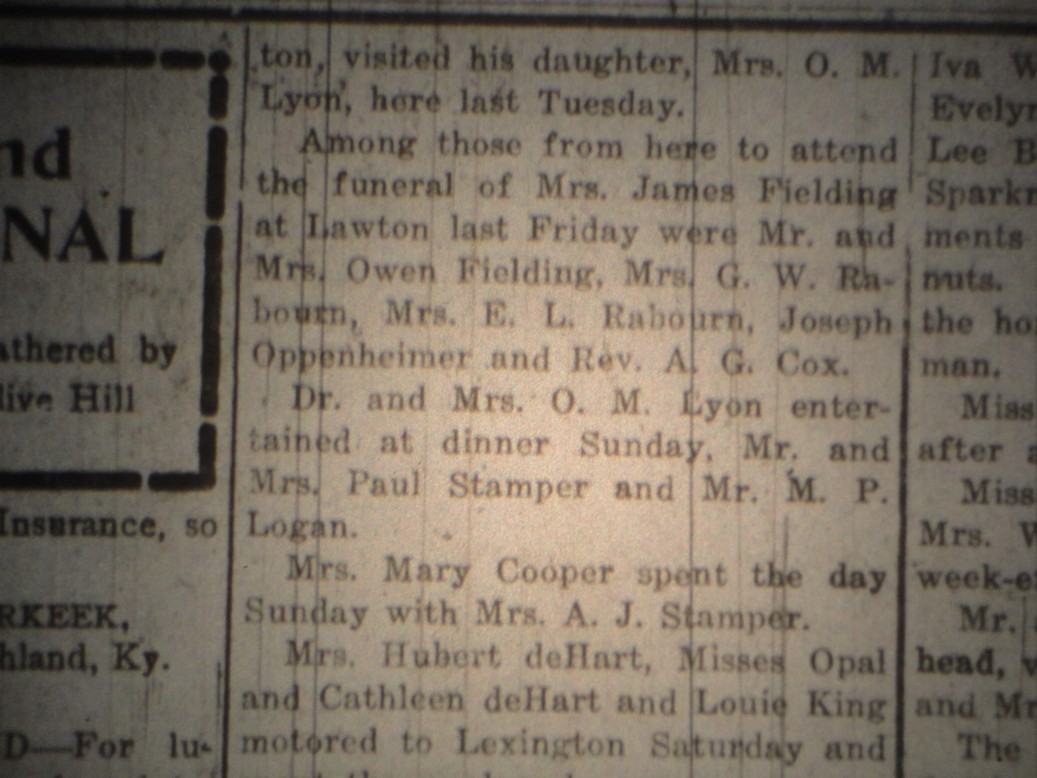 nd
NAL
athered by
live Hill
Insurance, so
RKEEK,
hland, Ky.
D—For lu-
ton, visited his daughter, Mrs. O. M.
Lyon, here last Tuesday.
Among those from here to attend
the funeral of Mrs. James Fielding
at Lawton last Friday were Mr. and
Mrs. Owen Fielding, Mrs. G. W. Ra-
bourn, Mrs. E. L. Rabourn, Joseph
Oppenheimer and Rev. A. G. Cox.
Dr. and Mrs. O. M. Lyon enter-
tained at dinner Sunday, Mr. and
Mrs. Paul Stamper and Mr. M. P.
Logan.
Mrs. Mary Cooper spent the day
Sunday with Mrs. A. J. Stamper.
Mrs. Hubert deHart, Misses Opal
and Cathleen deHart and Louie King
motored to Lexington Saturday and
Iva W
Evelyn
Lee B
Sparkr
ments
nuts.
the ho
man.
Miss
after a
Miss
Mrs. W
week-e
Mr.
head, v
and Mr
The